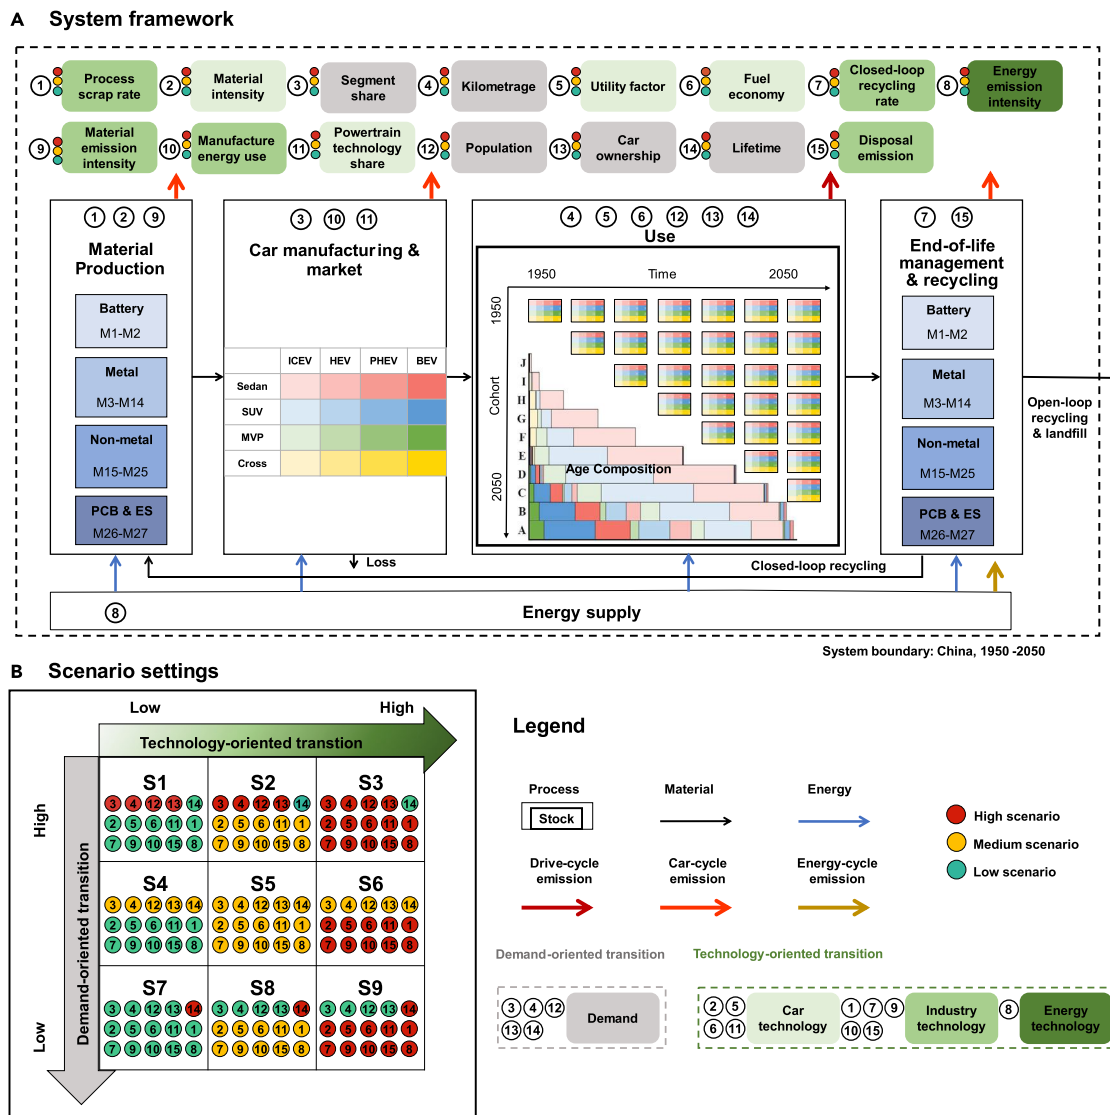 A System framework
1 Process scrap rate
2 Material intensity
3 Segment share
4 Kilometrage
5 Utility factor
6 Fuel economy
7 Closed-loop recycling rate
8 Energy emission intensity
9 Material emission intensity
10 Manufacture energy use
11 Powertrain technology share
12 Population
13 Car ownership
14 Lifetime
15 Disposal emission
1 2 9
Material
Production
Battery
M1-M2
Metal
M3-M14
Non-metal
M15-M25
PCB & ES
M26-M27
3 10 11
Car manufacturing &
market
ICEV HEV PHEV BEV
Sedan
SUV
MVP
Cross
4 5 6 12 13 14
Use
1950 Time 2050
1950
Cohort
2050
J
I
H
G
F
E
D
C
B
A
Age Composition
7 15
End-of-life
management
& recycling
Battery
M1-M2
Metal
M3-M14
Non-metal
M15-M25
PCB & ES
M26-M27
Open-loop
recycling
& landfill
Loss
Closed-loop recycling
8
Energy supply
System boundary: China, 1950 -2050
B Scenario settings
Low High
Technology-oriented transtion
High
Low
Demand-oriented transition
S1 S2 S3
3 4 12 13 14 3 4 12 13 14 3 4 12 13 14
2 5 6 11 1 2 5 6 11 1 2 5 6 11 1
7 9 10 15 8 7 9 10 15 8 7 9 10 15 8
S4 S5 S6
3 4 12 13 14 3 4 12 13 14 3 4 12 13 14
2 5 6 11 1 2 5 6 11 1 2 5 6 11 1
7 9 10 15 8 7 9 10 15 8 7 9 10 15 8
S7 S8 S9
3 4 12 13 14 3 4 12 13 14 3 4 12 13 14
2 5 6 11 1 2 5 6 11 1 2 5 6 11 1
7 9 10 15 8 7 9 10 15 8 7 9 10 15 8
Legend
Process
Stock
Material
Energy
Drive-cycle
emission
Car-cycle
emission
Energy-cycle
emission
High scenario
Medium scenario
Low scenario
Demand-oriented transition
3 4 12
13 14
Demand
Technology-oriented transition
2 5
6 11
Car
technology
1 7 9
10 15
Industry
technology
8
Energy
technology